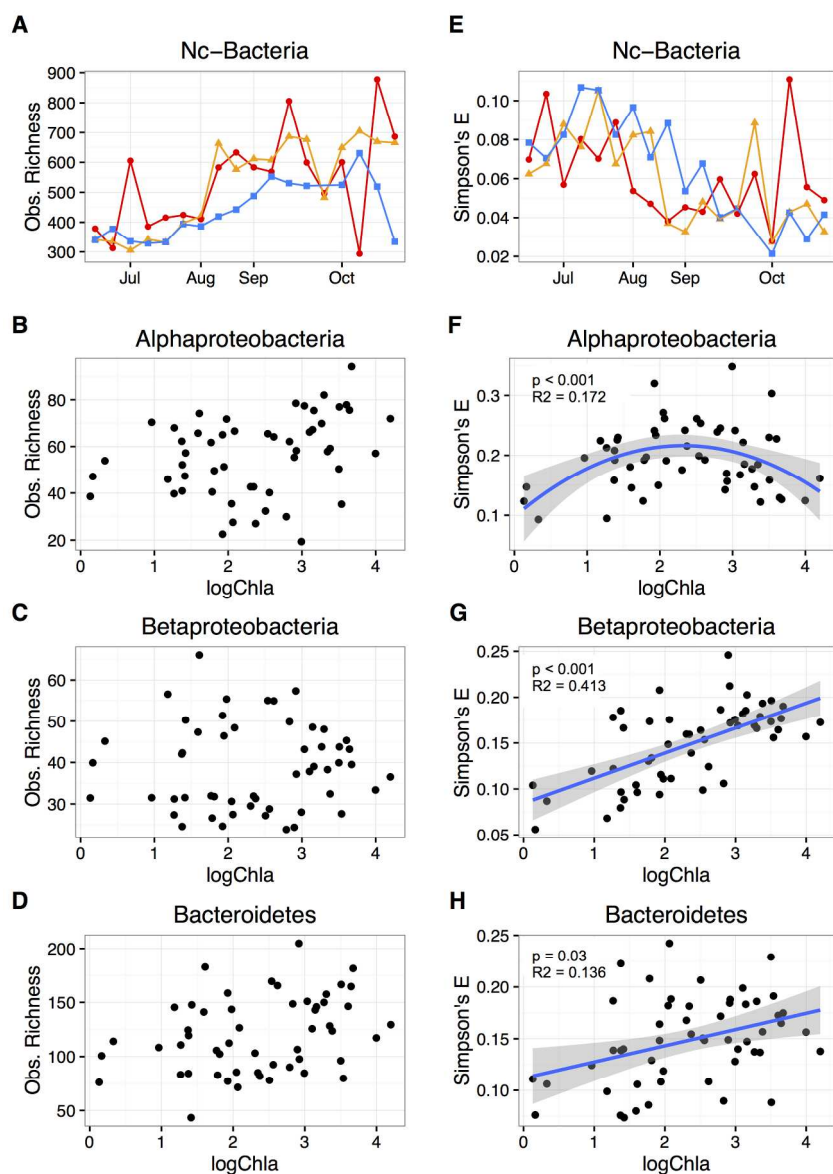 A
Nc−Bacteria
Obs. Richness
900
800
700
600
500
400
300
Jul
Aug
Sep
Oct
B
Alphaproteobacteria
Obs. Richness
80
60
40
20
0
1
2
3
4
logChla
C
Betaproteobacteria
Obs. Richness
60
50
40
30
0
1
2
3
4
logChla
D
Bacteroidetes
Obs. Richness
200
150
100
50
0
1
2
3
4
logChla
E
Nc−Bacteria
Simpson's E
0.10
0.08
0.06
0.04
0.02
Jul
Aug
Sep
Oct
F
Alphaproteobacteria
p < 0.001
R2 = 0.172
Simpson's E
0.3
0.2
0.1
0
1
2
3
4
logChla
G
Betaproteobacteria
p < 0.001
R2 = 0.413
Simpson's E
0.25
0.20
0.15
0.10
0.05
0
1
2
3
4
logChla
H
Bacteroidetes
p = 0.03
R2 = 0.136
Simpson's E
0.25
0.20
0.15
0.10
0
1
2
3
4
logChla